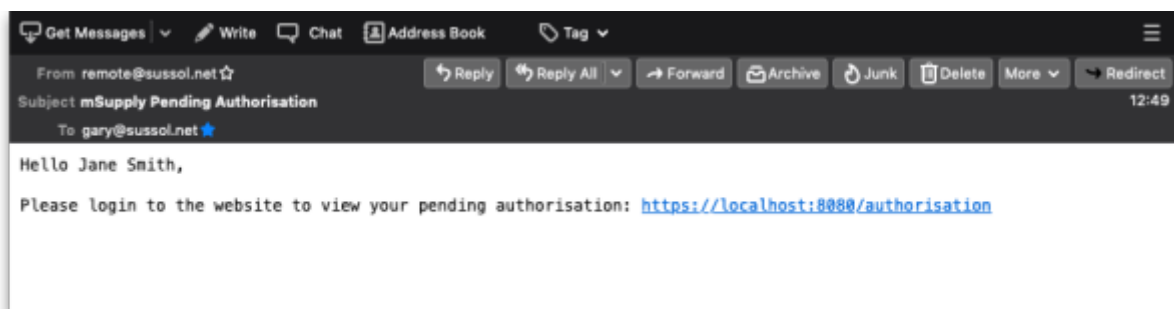 Get Messages Write Chat Address Book Tag
From remote@sussol.net Reply Reply All Forward Archive Junk Delete More Redirect
Subject mSupply Pending Authorisation 12:49
To gary@sussol.net
Hello Jane Smith,
Please login to the website to view your pending authorisation: https://localhost:8080/authorisation